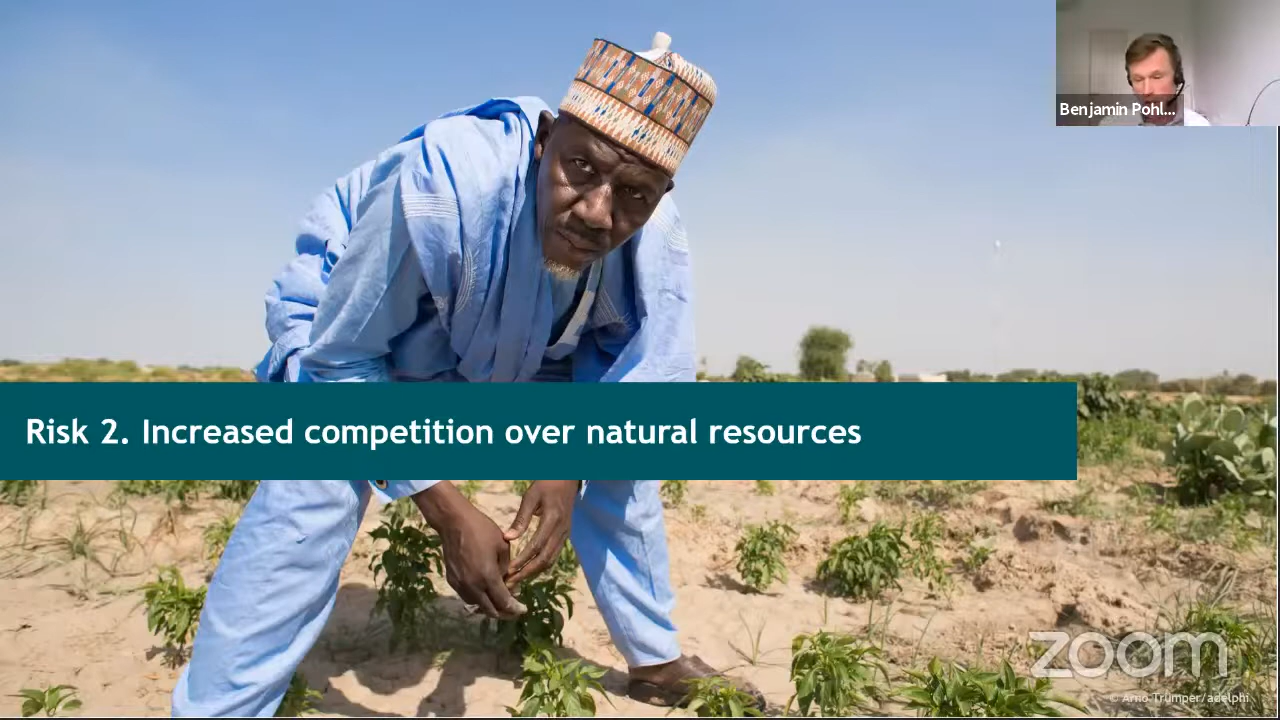 Benjamin Pohl...
Risk 2. Increased competition over natural resources
zoom
© Arno Trümper/adelphi